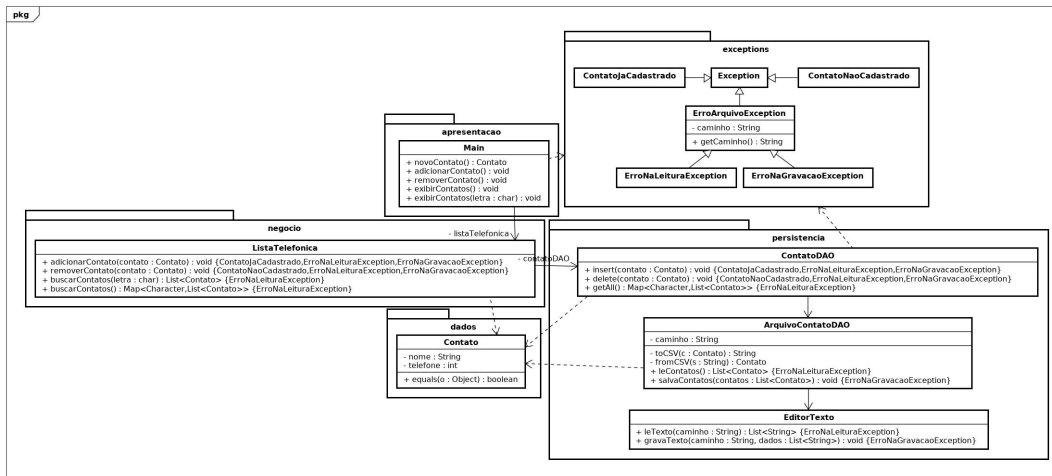 pkg
exceptions
ContatoJaCadastrado
Exception
ContatoNaoCadastrado
ErroArquivoException
- caminho : String
+ getCaminho() : String
ErroNaLeituraException
ErroNaGravacaoException
apresentacao
Main
+ novoContato() : Contato
+ adicionarContato() : void
+ removerContato() : void
+ exibirContatos() : void
+ exibirContatos(letra : char) : void
- listaTelefonica
negocio
ListaTelefonica
+ adicionarContato(contato : Contato) : void {ContatoJaCadastrado,ErroNaLeituraException,ErroNaGravacaoException}
+ removerContato(contato : Contato) : void {ContatoNaoCadastrado,ErroNaLeituraException,ErroNaGravacaoException}
+ buscarContatos(letra : char) : List<Contato> {ErroNaLeituraException}
+ buscarContatos() : Map<Character,List<Contato>> {ErroNaLeituraException}
- contatoDAO
persistencia
ContatoDAO
+ insert(contato : Contato) : void {ContatoJaCadastrado,ErroNaLeituraException,ErroNaGravacaoException}
+ delete(contato : Contato) : void {ContatoNaoCadastrado,ErroNaLeituraException,ErroNaGravacaoException}
+ getAll() : Map<Character,List<Contato>> {ErroNaLeituraException}
dados
Contato
- nome : String
- telefone : int
+ equals(o : Object) : boolean
ArquivoContatoDAO
- caminho : String
- toCSV(c : Contato) : String
- fromCSV(s : String) : Contato
+ leContatos() : List<Contato> {ErroNaLeituraException}
+ salvaContatos(contatos : List<Contato>) : void {ErroNaGravacaoException}
EditorTexto
+ leTexto(caminho : String) : List<String> {ErroNaLeituraException}
+ gravaTexto(caminho : String, dados : List<String>) : void {ErroNaGravacaoException}